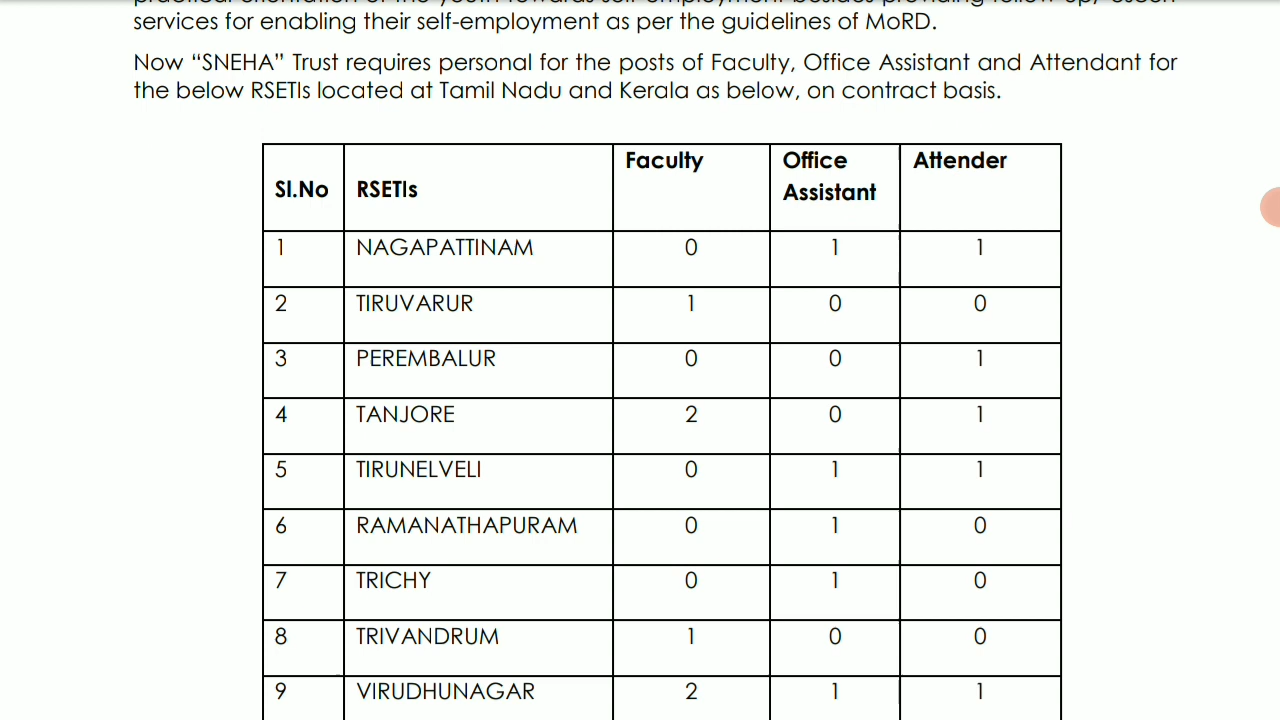 services for enabling their self-employment as per the guidelines of MoRD.
Now “SNEHA” Trust requires personal for the posts of Faculty, Office Assistant and Attendant for
the below RSETIs located at Tamil Nadu and Kerala as below, on contract basis.
Sl.No RSETIs Faculty Office Assistant Attender
1 NAGAPATTINAM 0 1 1
2 TIRUVARUR 1 0 0
3 PEREMBALUR 0 0 1
4 TANJORE 2 0 1
5 TIRUNELVELI 0 1 1
6 RAMANATHAPURAM 0 1 0
7 TRICHY 0 1 0
8 TRIVANDRUM 1 0 0
9 VIRUDHUNAGAR 2 1 1